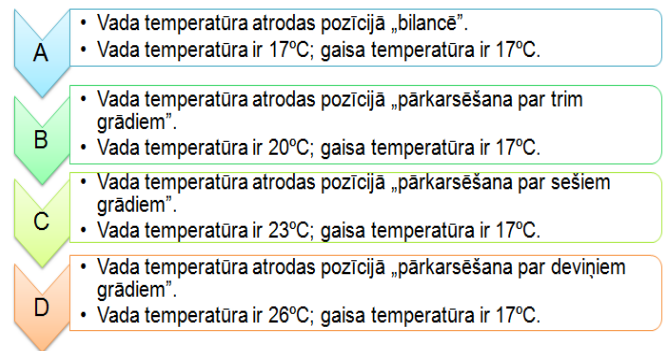 A
• Vada temperatūra atrodas pozīcijā „bilancē”.
• Vada temperatūra ir 17ºC; gaisa temperatūra ir 17ºC.
B
• Vada temperatūra atrodas pozīcijā „pārkarsēšana par trim
grādiem”.
• Vada temperatūra ir 20ºC; gaisa temperatūra ir 17ºC.
C
• Vada temperatūra atrodas pozīcijā „pārkarsēšana par sešiem
grādiem”.
• Vada temperatūra ir 23ºC; gaisa temperatūra ir 17ºC.
D
• Vada temperatūra atrodas pozīcijā „pārkarsēšana par deviņiem
grādiem”.
• Vada temperatūra ir 26ºC; gaisa temperatūra ir 17ºC.